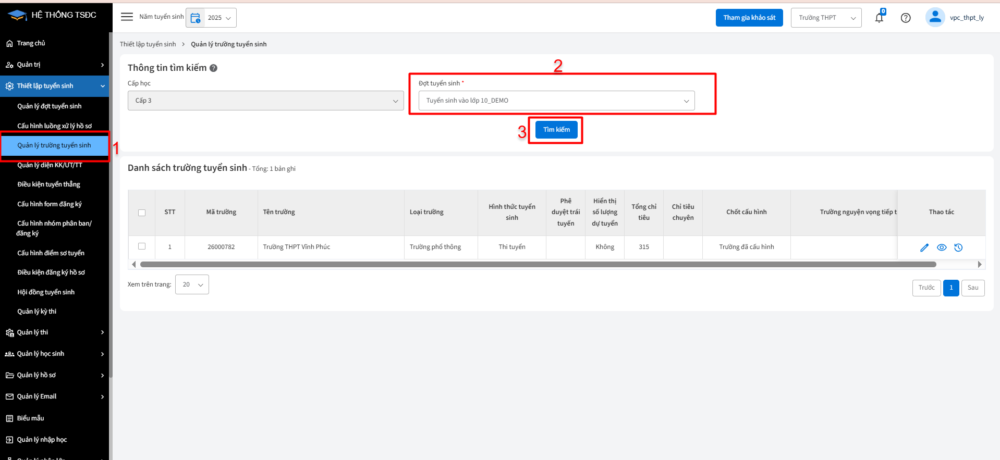 HỆ THỐNG TSĐC
Năm tuyển sinh
2025
Tham gia khảo sát
Trường THPT
0
vpc_thpt_ly
Trang chủ
Quản trị
Thiết lập tuyển sinh
Quản lý đợt tuyển sinh
Cấu hình luồng xử lý hồ sơ
Quản lý trường tuyển sinh
1
Quản lý diện KK/ƯT/TT
Điều kiện tuyển thẳng
Cấu hình form đăng ký
Cấu hình nhóm phân ban/
đăng ký
Cấu hình điểm sơ tuyển
Điều kiện đăng ký hồ sơ
Hội đồng tuyển sinh
Quản lý kỳ thi
Quản lý thi
Quản lý học sinh
Quản lý hồ sơ
Quản lý Email
Biểu mẫu
Quản lý nhập học
Thiết lập tuyển sinh > Quản lý trường tuyển sinh
Thông tin tìm kiếm ?
2
Cấp học
Cấp 3
Đợt tuyển sinh *
Tuyển sinh vào lớp 10_DEMO
3
Tìm kiếm
Danh sách trường tuyển sinh - Tổng: 1 bản ghi
STT
Mã trường
Tên trường
Loại trường
Hình thức tuyển
sinh
Phê
duyệt trái
tuyến
Hiển thị
số lượng
dự tuyển
Tổng chỉ
tiêu
Chỉ tiêu
chuyên
Chốt cấu hình
Trường nguyện vọng tiếp t
Thao tác
1
26000782
Trường THPT Vĩnh Phúc
Trường phổ thông
Thi tuyển
Không
315
Trường đã cấu hình
Xem trên trang:
20
Trước
1
Sau